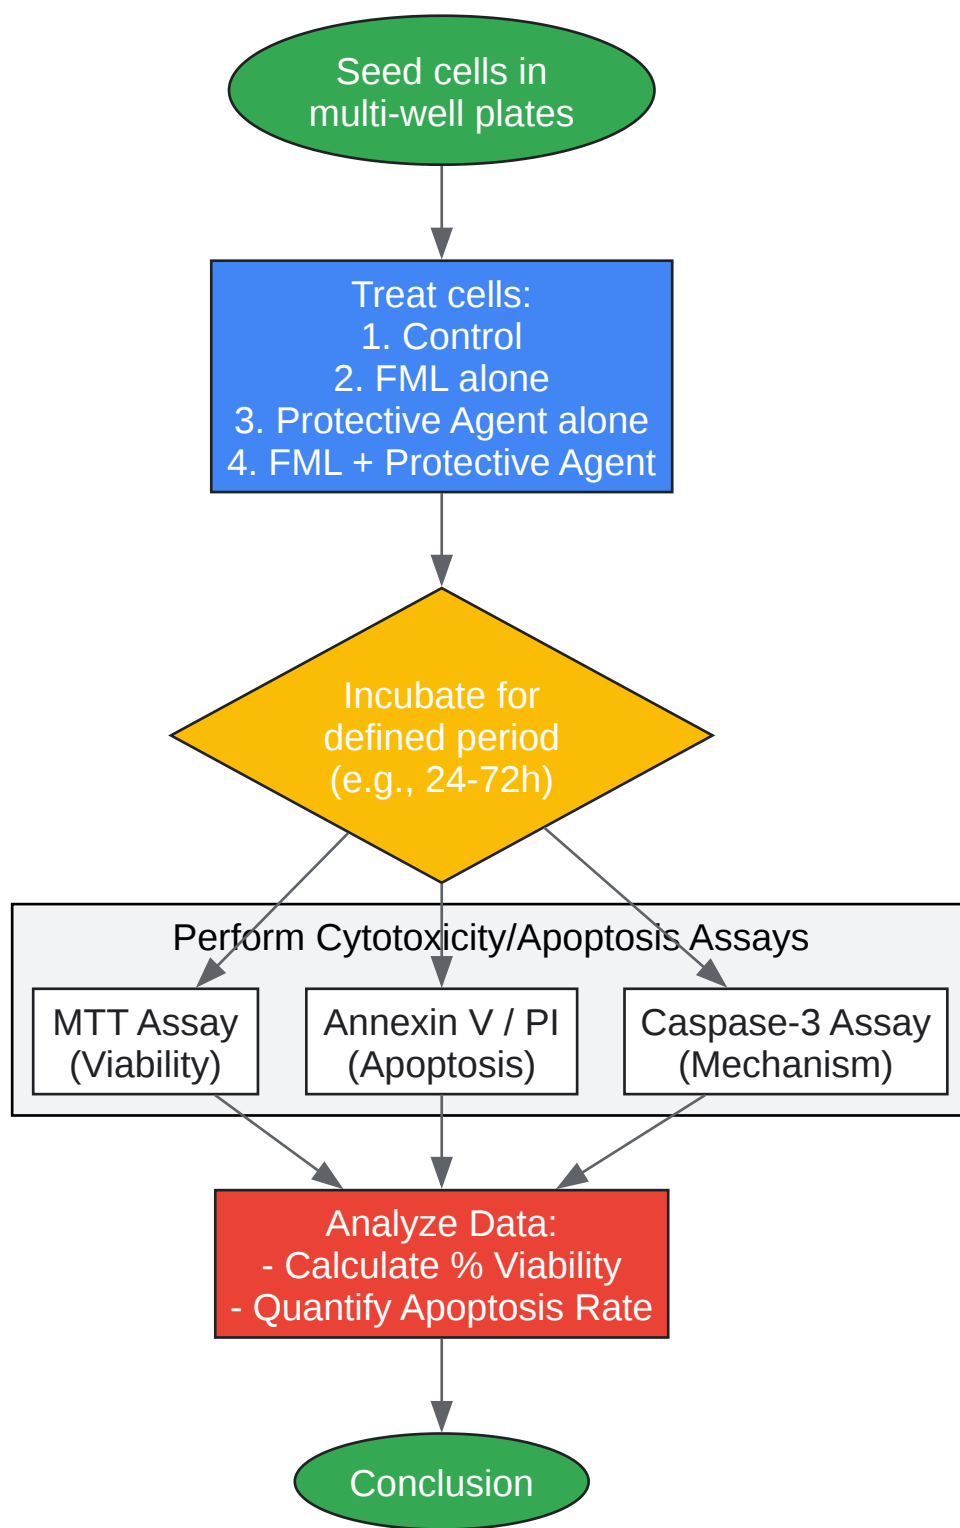 Seed cells in
multi-well plates
Treat cells:
1. Control
2. FML alone
3. Protective Agent alone
4. FML + Protective Agent
Incubate for
defined period
(e.g., 24-72h)
Perform Cytotoxicity/Apoptosis Assays
MTT Assay
(Viability)
Annexin V / PI
(Apoptosis)
Caspase-3 Assay
(Mechanism)
Analyze Data:
- Calculate % Viability
- Quantify Apoptosis Rate
Conclusion